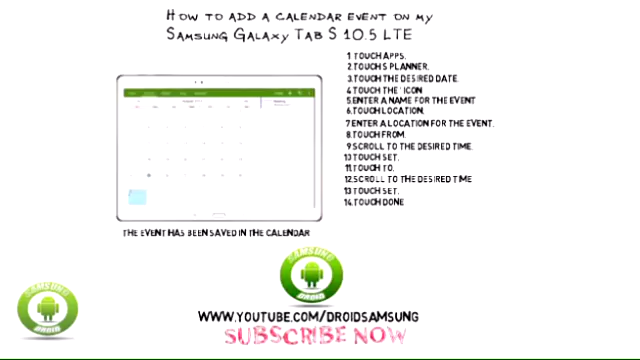 How to add a calendar event on my
Samsung Galaxy Tab S 10.5 LTE
1 TOUCH APPS.
2.TOUCH S PLANNER.
3.TOUCH THE DESIRED DATE.
4 TOUCH THE ' ICON
5.ENTER A NAME FOR THE EVENT
6.TOUCH LOCATION.
7 ENTER A LOCATION FOR THE EVENT.
8.TOUCH FROM.
9 SCROLL TO THE DESIRED TIME.
10 TOUCH SET.
11.TOUCH TO.
12.SCROLL TO THE DESIRED TIME
13 TOUCH SET.
14.TOUCH DONE
THE EVENT HAS BEEN SAVED IN THE CALENDAR
SAMSUNG
DROID
SAMSUNG
DROID
WWW.YOUTUBE.COM/DROIDSAMSUNG
SUBSCRIBE NOW